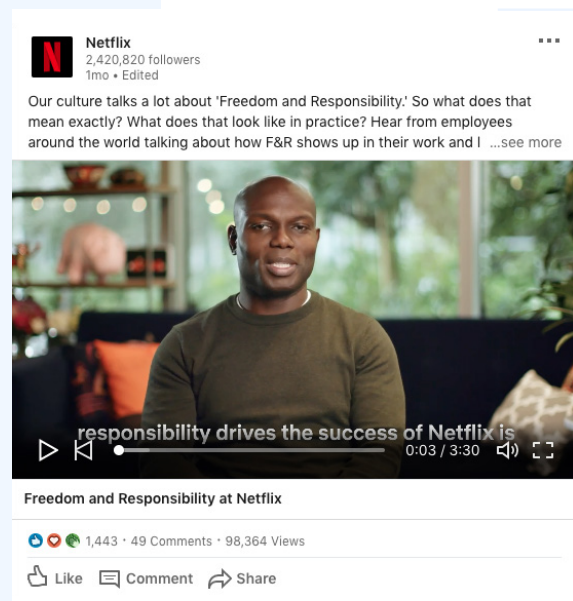 Netflix
2,420,820 followers
1mo • Edited
Our culture talks a lot about 'Freedom and Responsibility.' So what does that
mean exactly? What does that look like in practice? Hear from employees
around the world talking about how F&R shows up in their work and l ...see more
responsibility drives the success of Netflix is
0:03 / 3:30
Freedom and Responsibility at Netflix
1,443 · 49 Comments · 98,364 Views
Like Comment Share